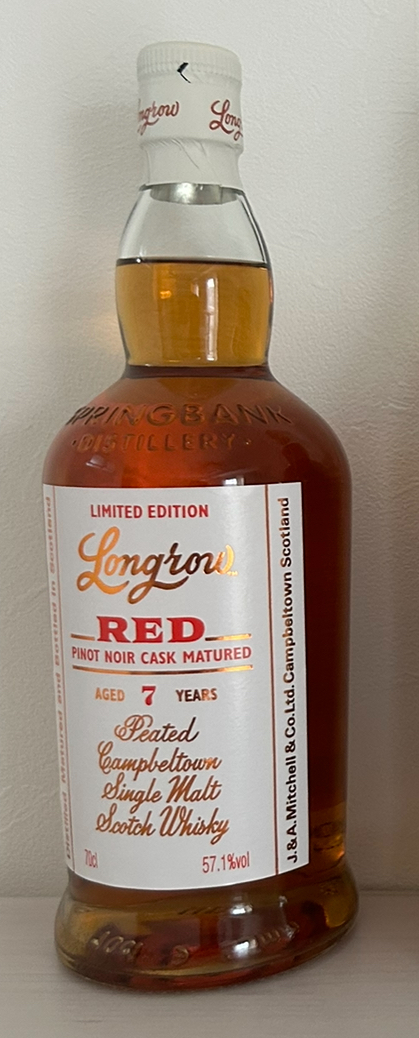 Longrow
SPRINGBANK
·DISTILLERY·
LIMITED EDITION
Longrow
RED
PINOT NOIR CASK MATURED
AGED 7 YEARS
Peated
Campbeltown
Single Malt
Scotch Whisky
70cl 57.1%vol
Distilled Matured and Bottled in Scotland
J.&A.Mitchell & Co.Ltd.Campbeltown Scotland